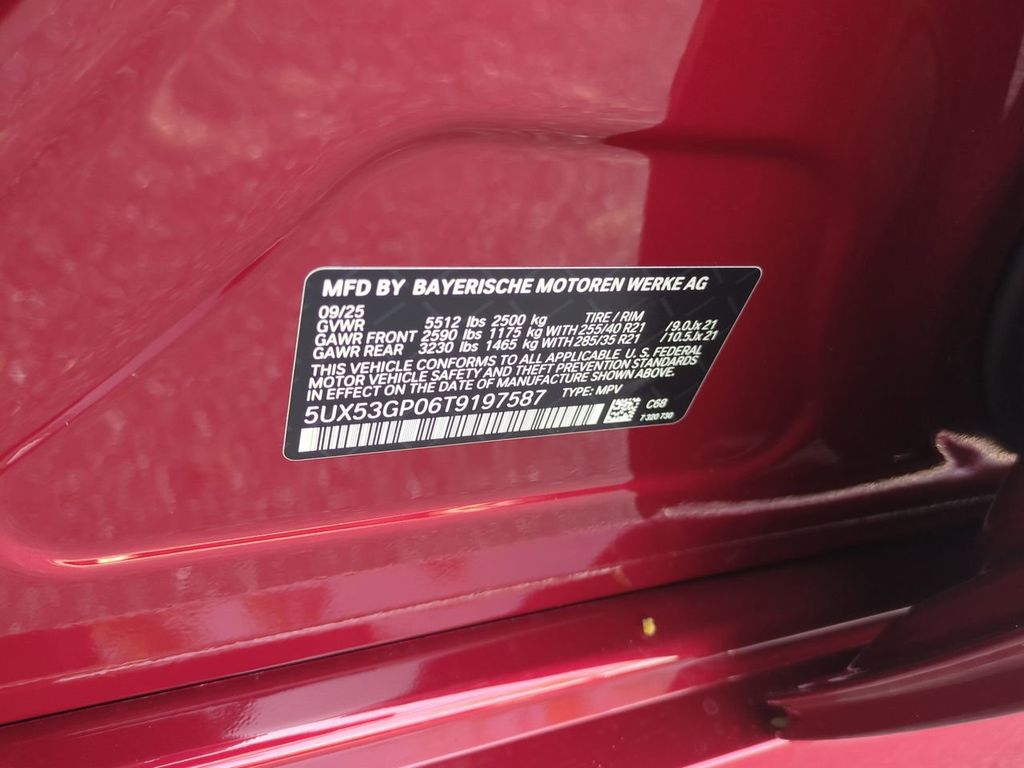 MFD BY BAYERISCHE MOTOREN WERKE AG
09/25 TIRE / RIM
GVWR 5512 lbs 2500 kg
GAWR FRONT 2590 lbs 1175 kg WITH 255/40 R21 /9.0Jx21
GAWR REAR 3230 lbs 1465 kg WITH 285/35 R21 /10.5Jx21
THIS VEHICLE CONFORMS TO ALL APPLICABLE U. S. FEDERAL
MOTOR VEHICLE SAFETY AND THEFT PREVENTION STANDARDS
IN EFFECT ON THE DATE OF MANUFACTURE SHOWN ABOVE.
5UX53GP06T9197587 TYPE: MPV C68
7 320 730